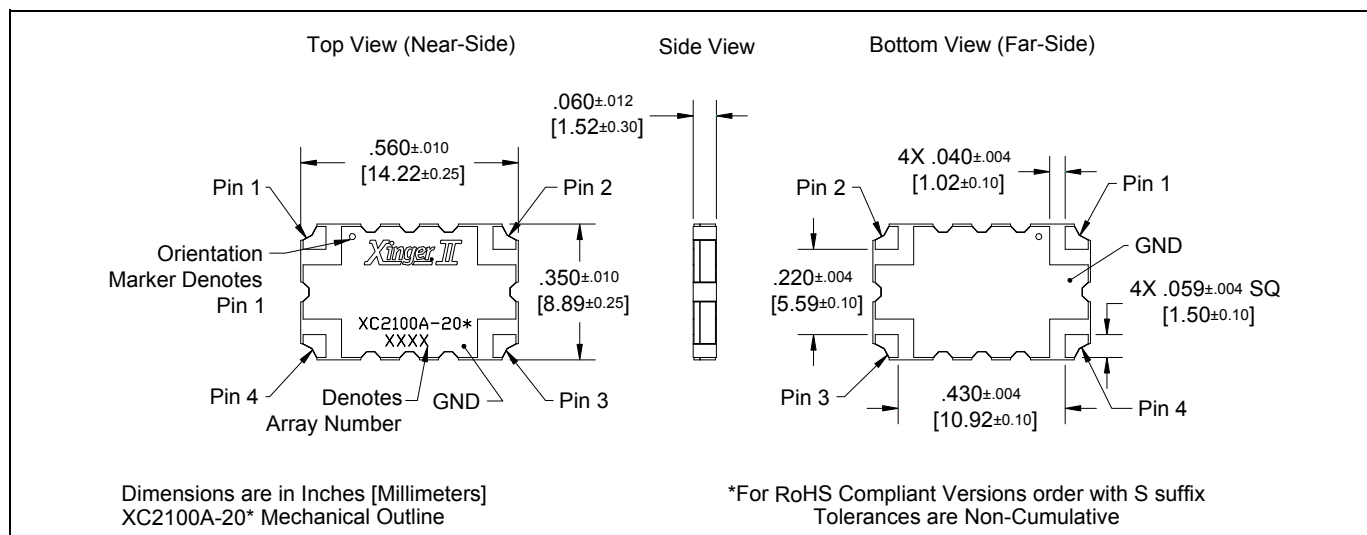 Top View (Near-Side)
Side View
Bottom View (Far-Side)
.560±.010
[14.22±0.25]
.060±.012
[1.52±0.30]
4X .040±.004
[1.02±0.10]
Pin 1
Pin 2
Pin 2
Pin 1
Orientation
Marker Denotes
Pin 1
Xinger II
.350±.010
[8.89±0.25]
.220±.004
[5.59±0.10]
GND
4X .059±.004 SQ
[1.50±0.10]
XC2100A-20*
XXXX
Pin 4
Denotes
Array Number
GND
Pin 3
Pin 3
.430±.004
[10.92±0.10]
Pin 4
Dimensions are in Inches [Millimeters]
XC2100A-20* Mechanical Outline
*For RoHS Compliant Versions order with S suffix
Tolerances are Non-Cumulative